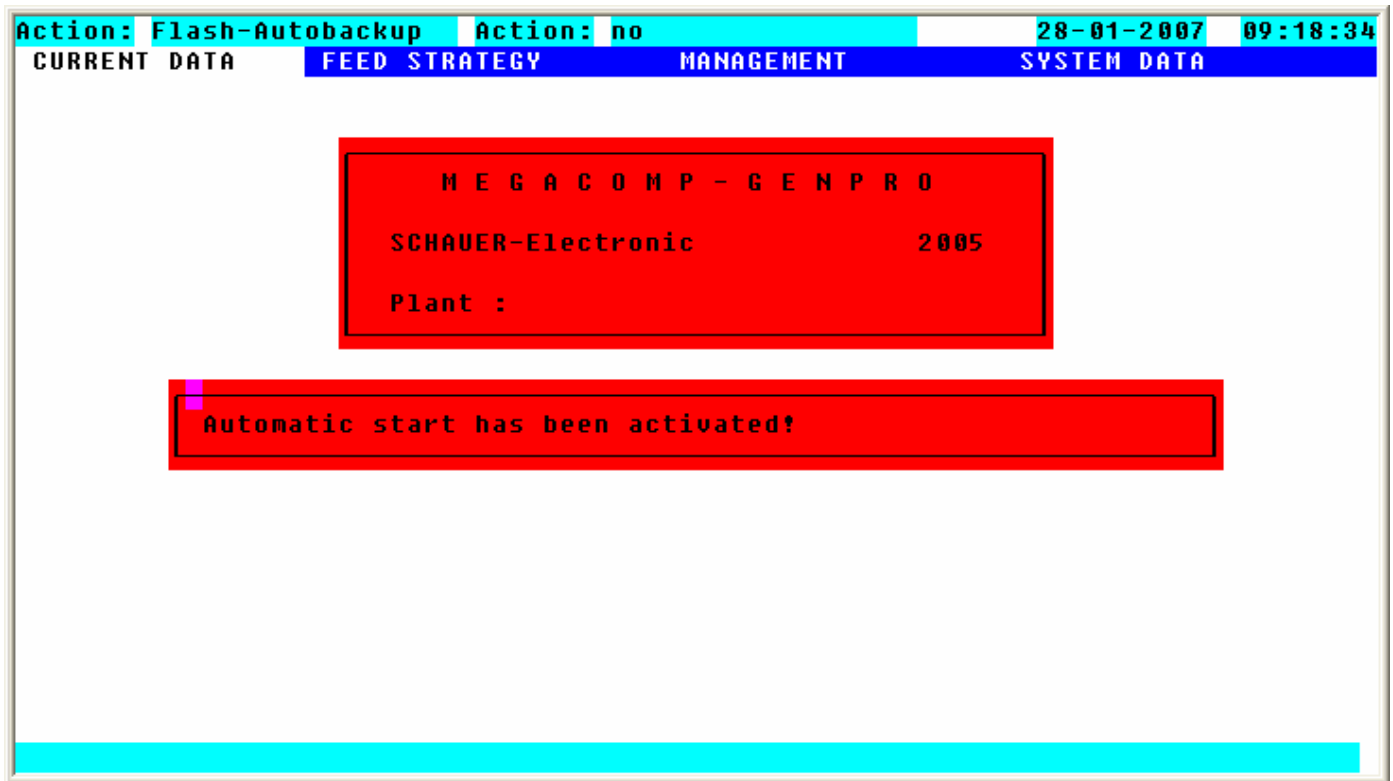 Action: Flash-Autobackup Action: no 28-01-2007 09:18:34
CURRENT DATA FEED STRATEGY MANAGEMENT SYSTEM DATA
M E G A C O M P - G E N P R O
SCHAUER-Electronic 2005
Plant :
Automatic start has been activated!